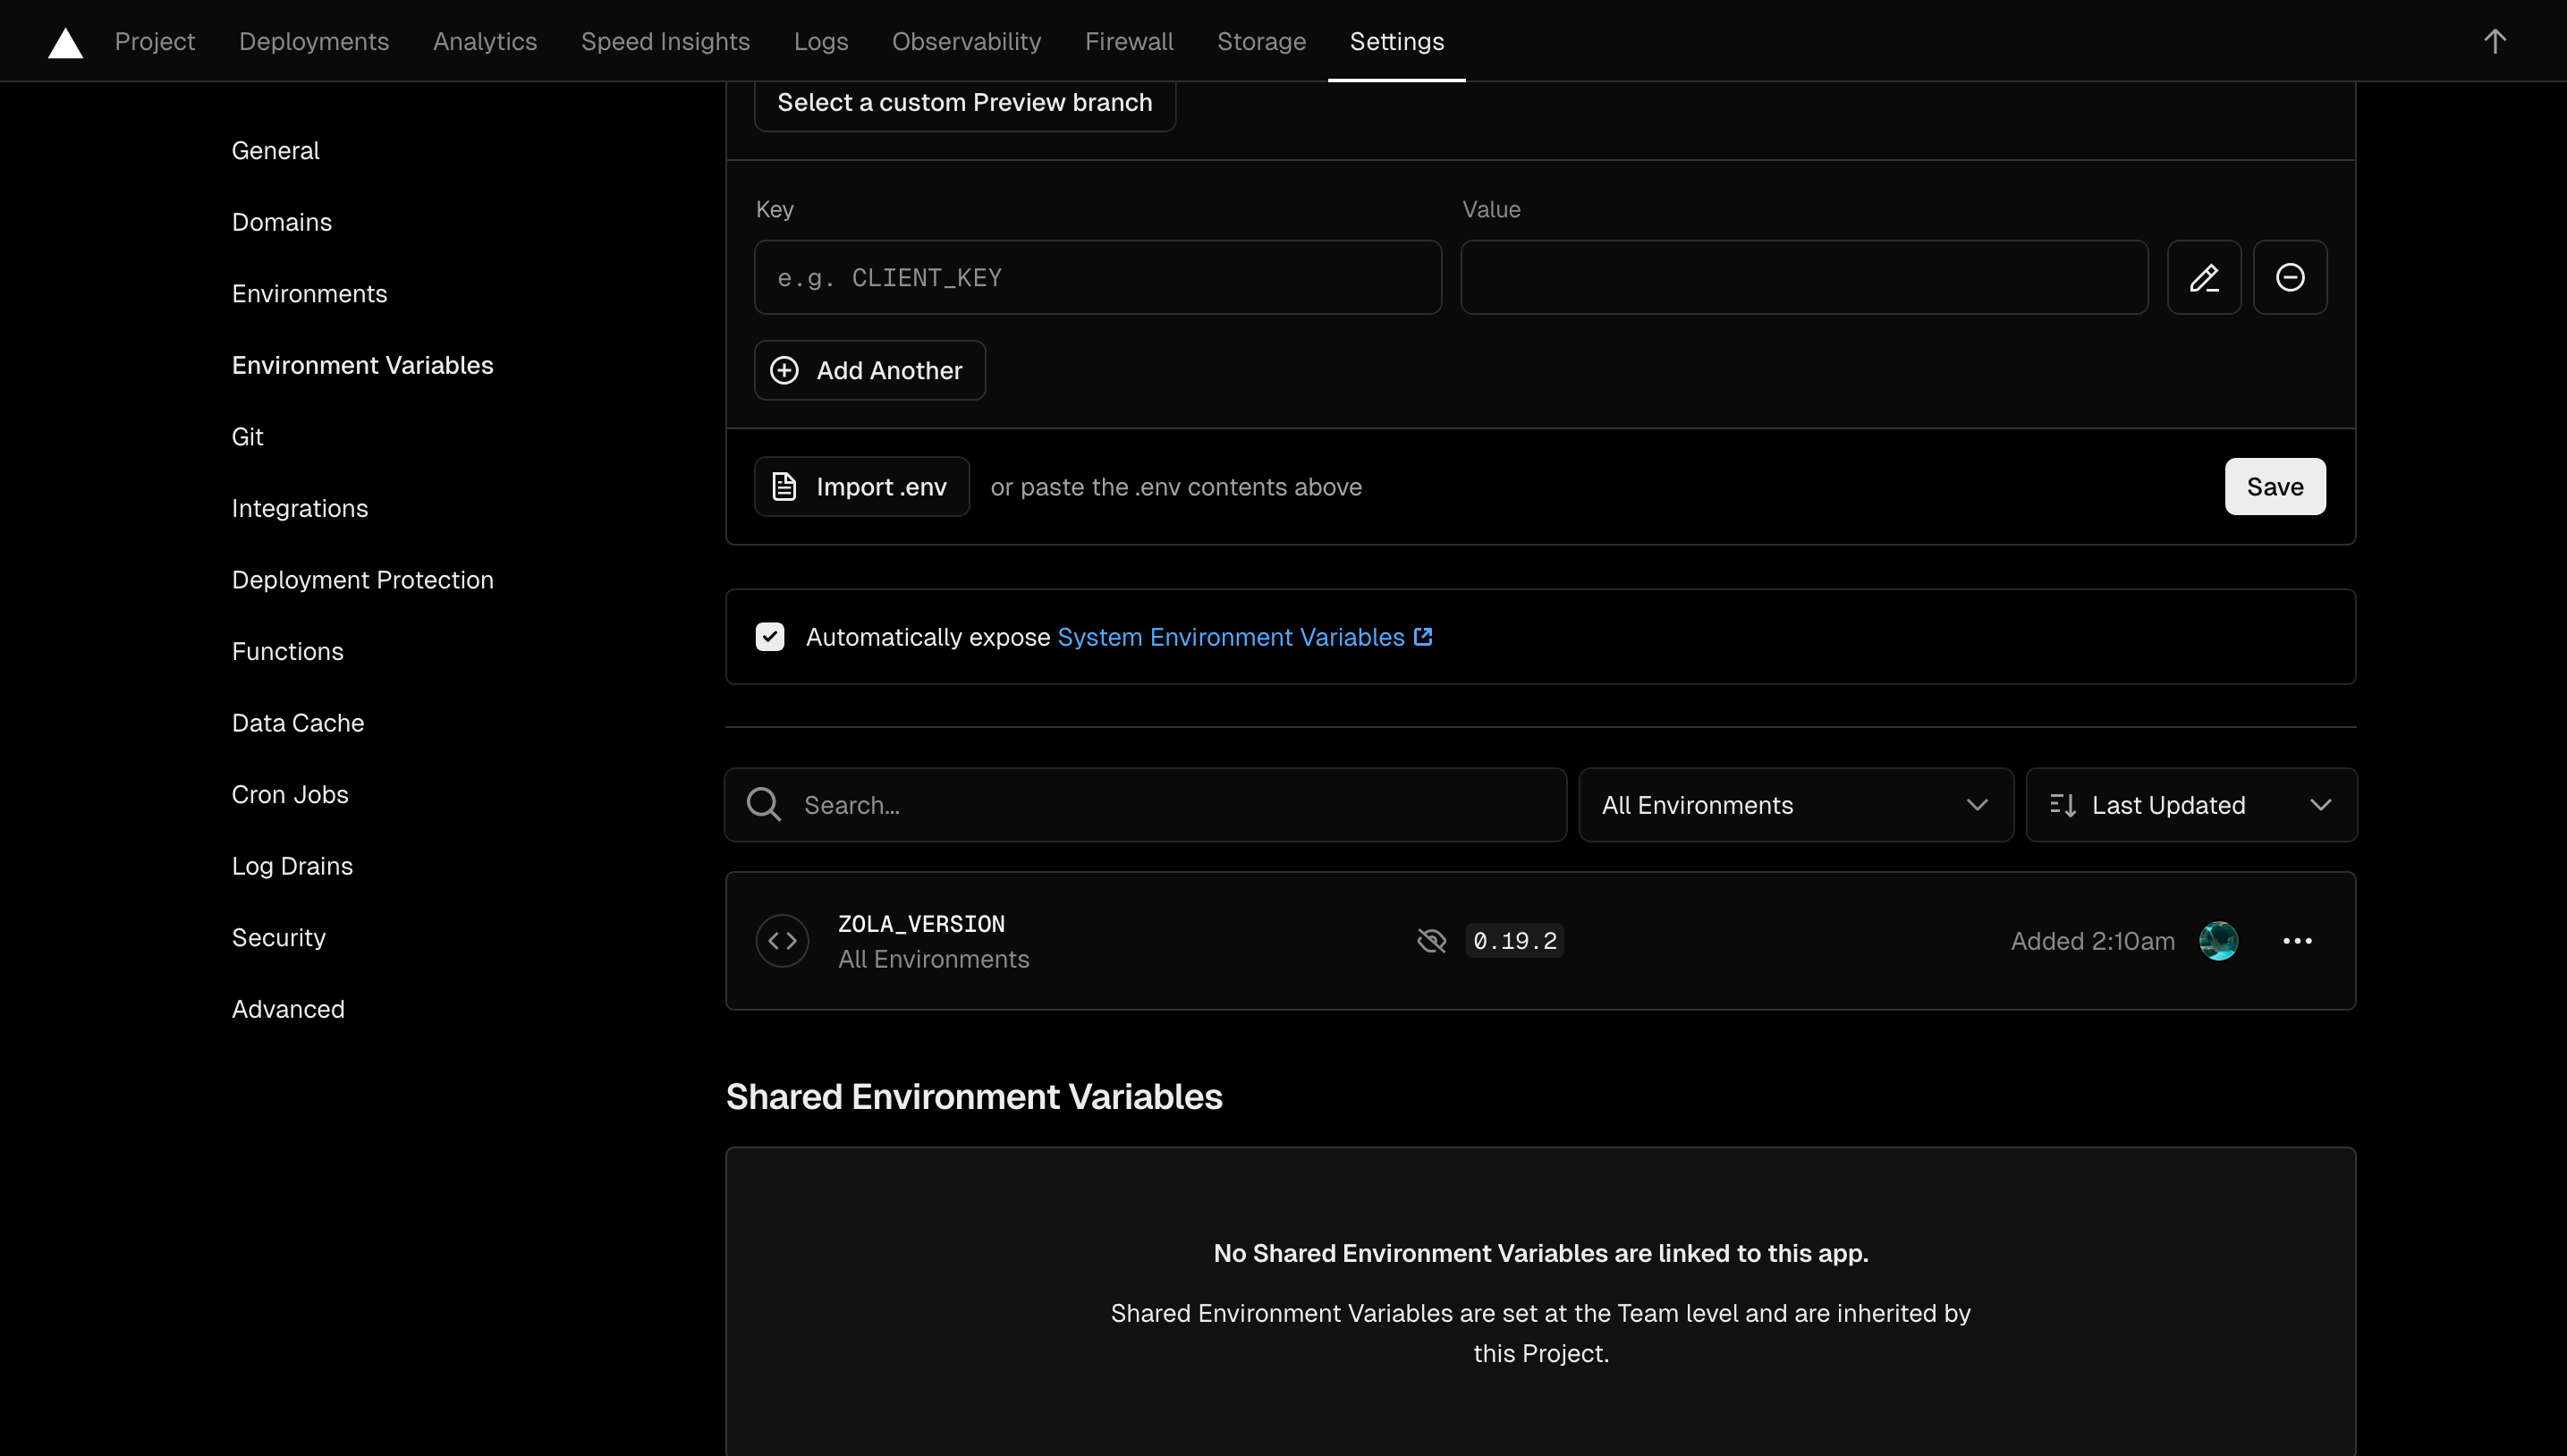 Project Deployments Analytics Speed Insights Logs Observability Firewall Storage Settings
General
Domains
Environments
Environment Variables
Git
Integrations
Deployment Protection
Functions
Data Cache
Cron Jobs
Log Drains
Security
Advanced
Select a custom Preview branch
Key Value
e.g. CLIENT_KEY
Add Another
Import .env or paste the .env contents above Save
Automatically expose System Environment Variables
Search... All Environments Last Updated
ZOLA_VERSION
All Environments
0.19.2
Added 2:10am
Shared Environment Variables
No Shared Environment Variables are linked to this app.
Shared Environment Variables are set at the Team level and are inherited by
this Project.